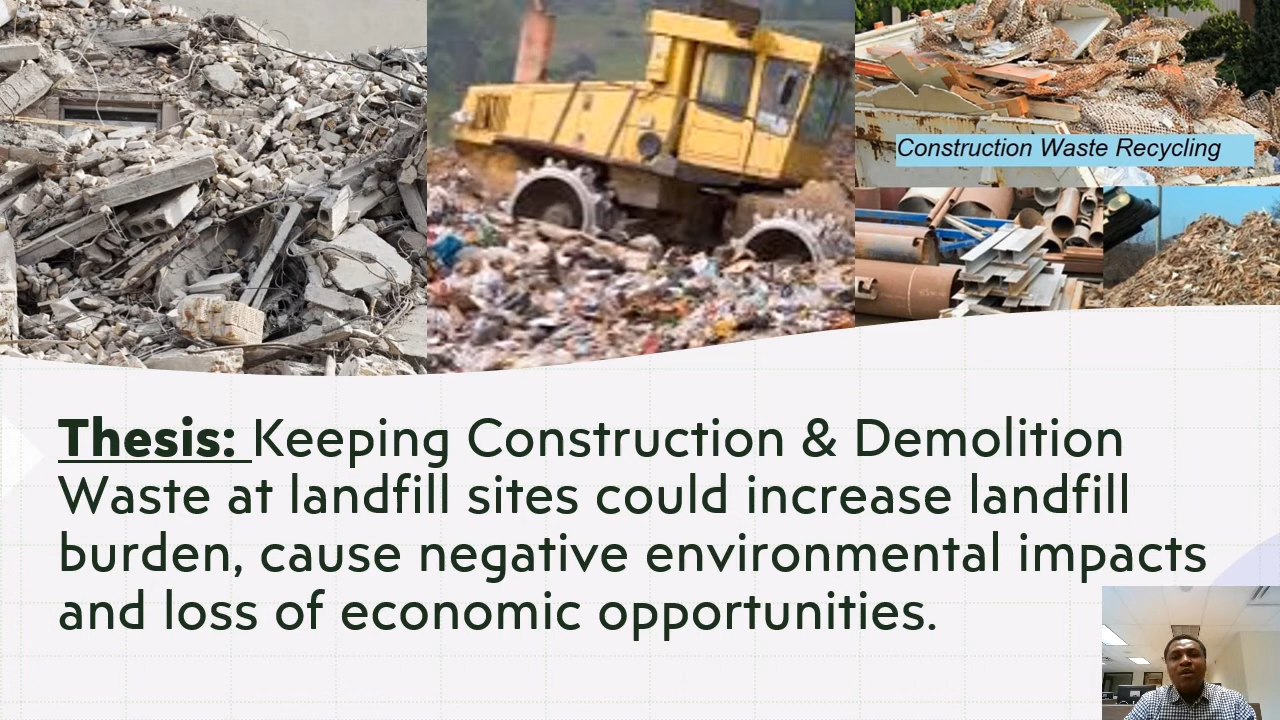 Construction Waste Recycling
Thesis: Keeping Construction & Demolition
Waste at landfill sites could increase landfill
burden, cause negative environmental impacts
and loss of economic opportunities.